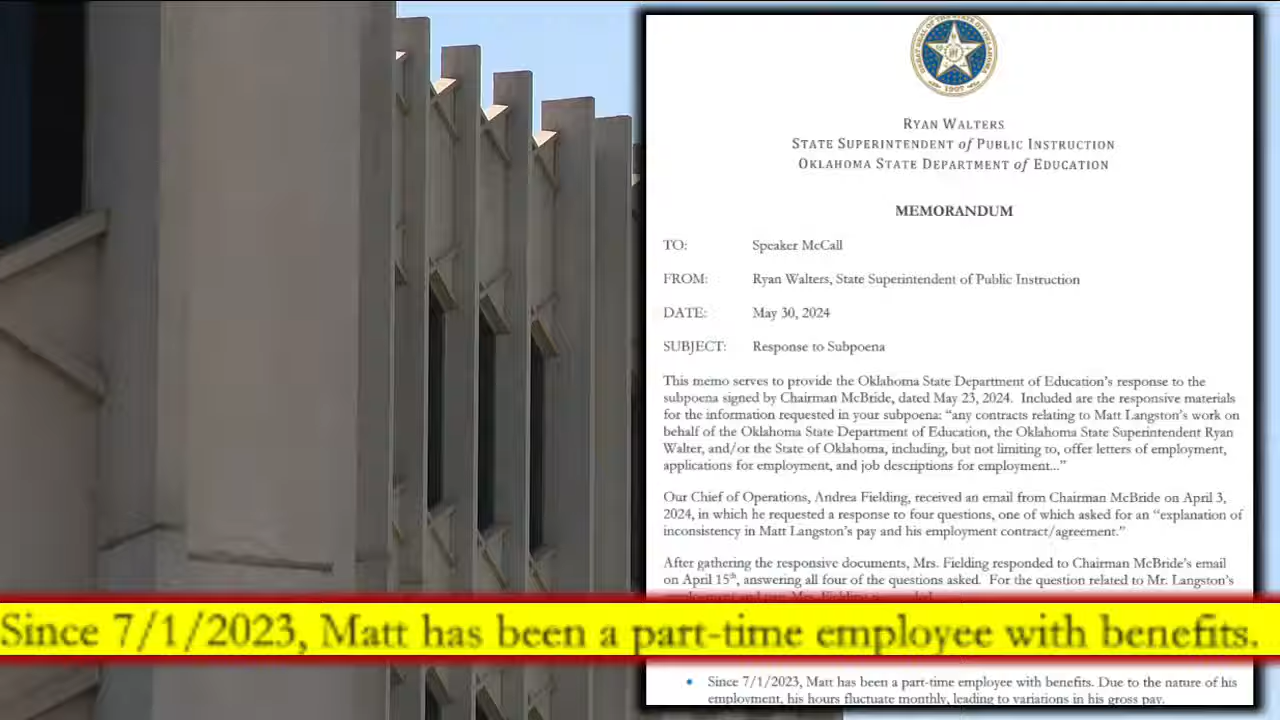 RYAN WALTERS
STATE SUPERINTENDENT of PUBLIC INSTRUCTION
OKLAHOMA STATE DEPARTMENT of EDUCATION
MEMORANDUM
TO: Speaker McCall
FROM: Ryan Walters, State Superintendent of Public Instruction
DATE: May 30, 2024
SUBJECT: Response to Subpoena
This memo serves to provide the Oklahoma State Department of Education's response to the
subpoena signed by Chairman McBride, dated May 23, 2024. Included are the responsive materials
for the information requested in your subpoena: "any contracts relating to Matt Langston's work on
behalf of the Oklahoma State Department of Education, the Oklahoma State Superintendent Ryan
Walter, and/or the State of Oklahoma, including, but not limiting to, offer letters of employment,
applications for employment, and job descriptions for employment..."
Our Chief of Operations, Andrea Fielding, received an email from Chairman McBride on April 3,
2024, in which he requested a response to four questions, one of which asked for an "explanation of
inconsistency in Matt Langston's pay and his employment contract/agreement."
After gathering the responsive documents, Mrs. Fielding responded to Chairman McBride's email
on April 15th, answering all four of the questions asked. For the question related to Mr. Langston's
Since 7/1/2023, Matt has been a part-time employee with benefits.
• Since 7/1/2023, Matt has been a part-time employee with benefits. Due to the nature of his
employment, his hours fluctuate monthly, leading to variations in his gross pay.